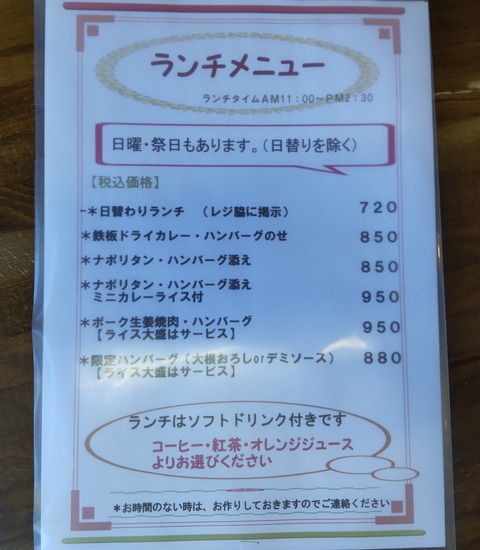 ランチメニュー
ランチタイムAM11：00～PM2：30
日曜・祭日もあります。（日替りを除く）
【税込価格】
＊日替わりランチ （レジ脇に掲示） 720
＊鉄板ドライカレー・ハンバーグのせ 850
＊ナポリタン・ハンバーグ添え 850
＊ナポリタン・ハンバーグ添え
ミニカレーライス付 950
＊ポーク生姜焼肉・ハンバーグ
【ライス大盛はサービス】 950
＊限定ハンバーグ（大根おろしorデミソース） 880
【ライス大盛はサービス】
ランチはソフトドリンク付きです
コーヒー・紅茶・オレンジジュース
よりお選びください
＊お時間のない時は、お作りしておきますのでご連絡ください